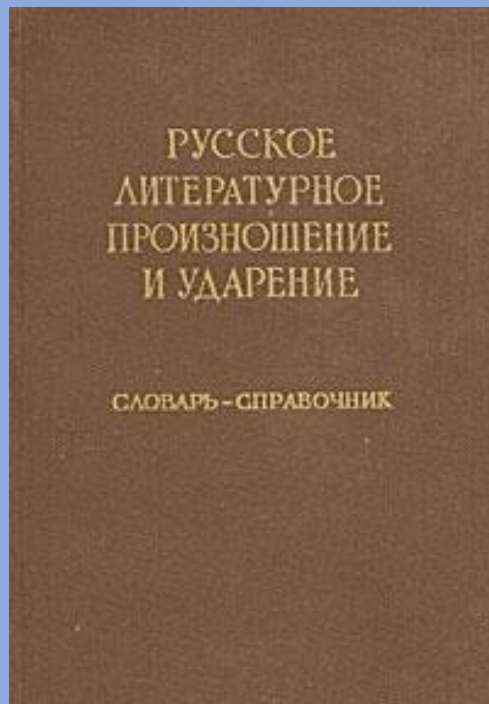 РУССКОЕ
ЛИТЕРАТУРНОЕ
ПРОИЗНОШЕНИЕ
И УДАРЕНИЕ
СЛОВАРЬ-СПРАВОЧНИК